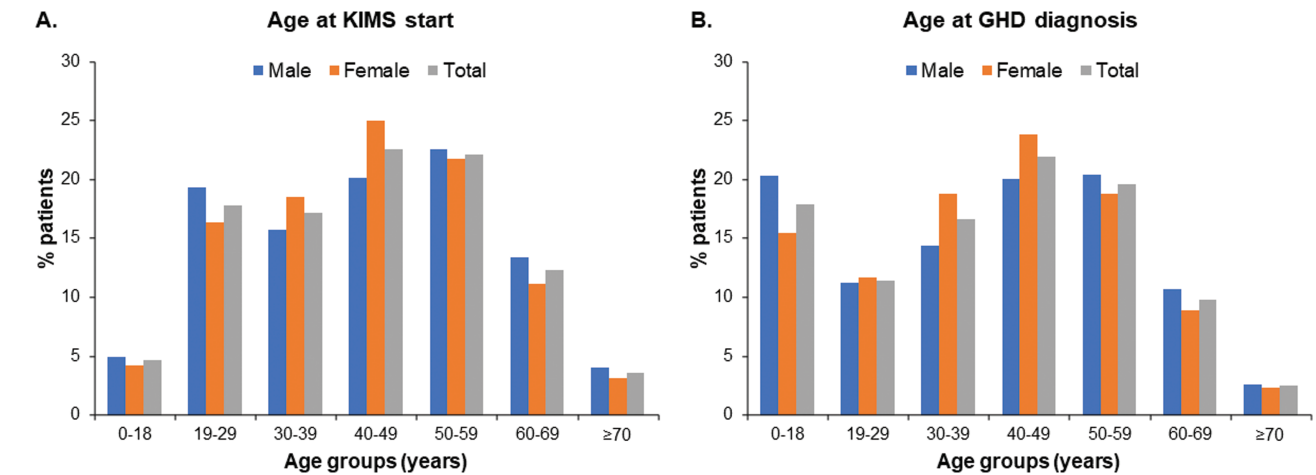 A.
Age at KIMS start
Male Female Total
% patients
30
25
20
15
10
5
0
0-18 19-29 30-39 40-49 50-59 60-69 ≥70
Age groups (years)
B.
Age at GHD diagnosis
Male Female Total
% patients
30
25
20
15
10
5
0
0-18 19-29 30-39 40-49 50-59 60-69 ≥70
Age groups (years)